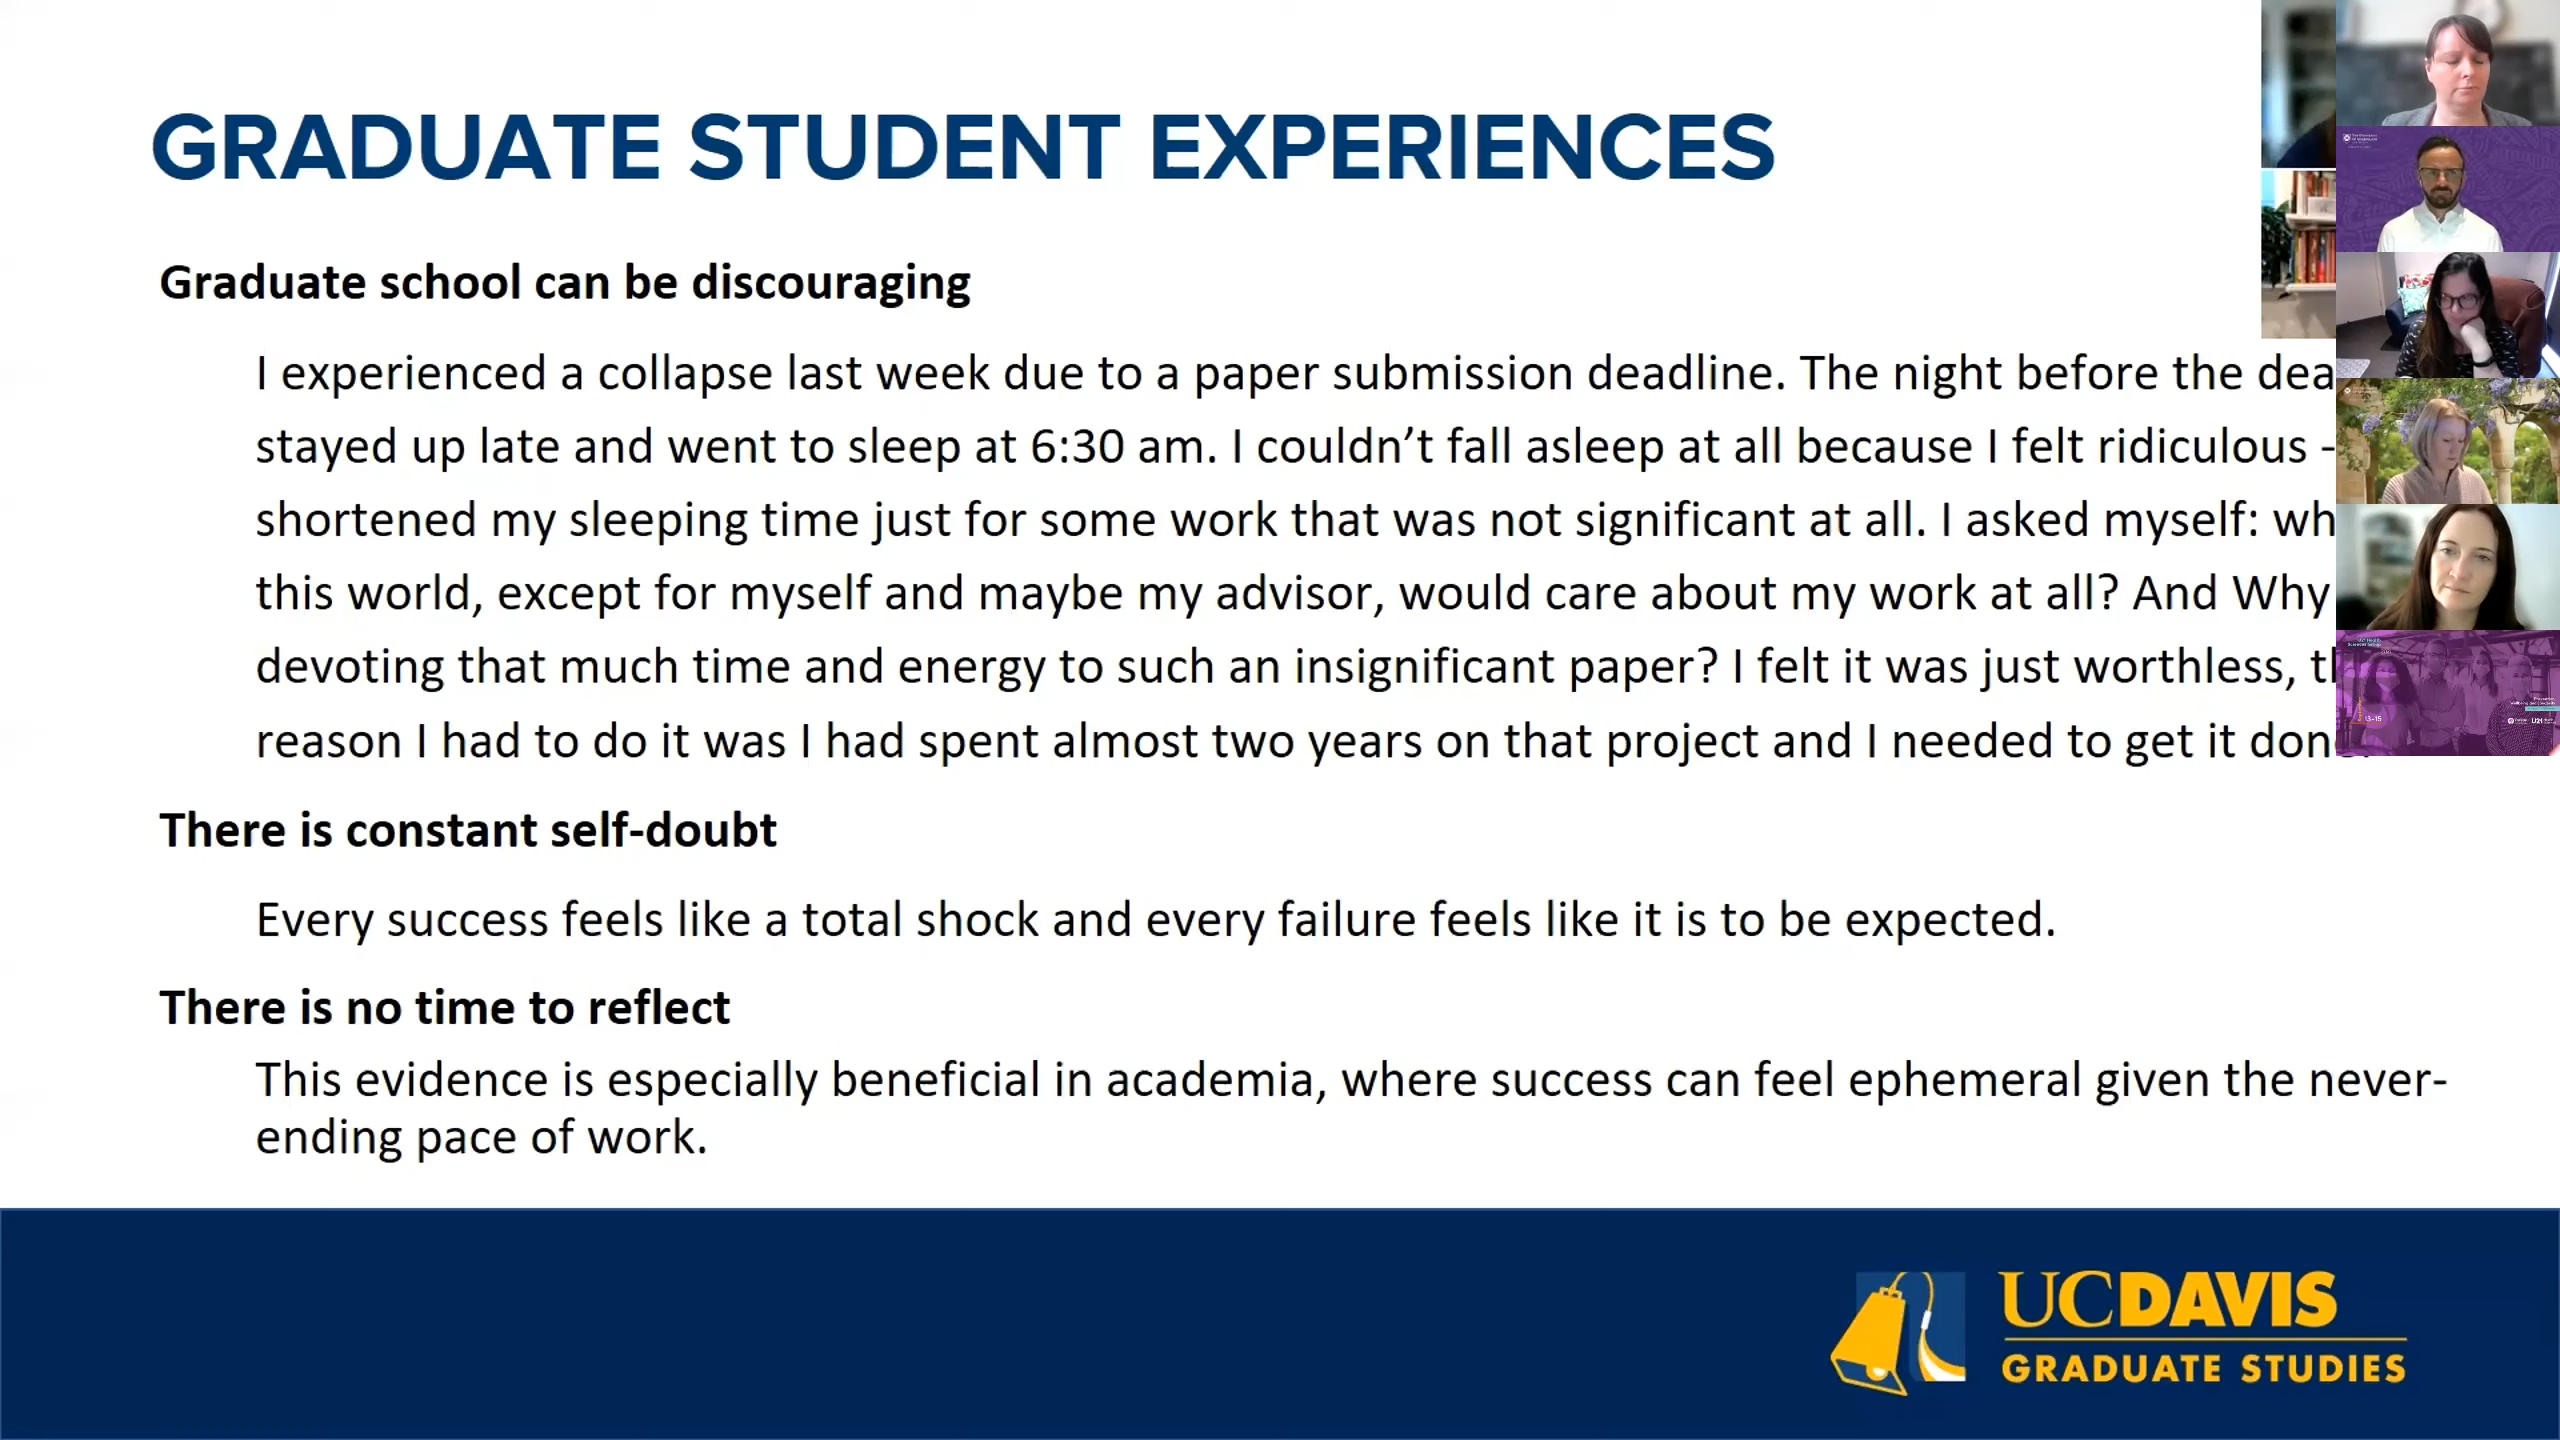 GRADUATE STUDENT EXPERIENCES
Graduate school can be discouraging
I experienced a collapse last week due to a paper submission deadline. The night before the
stayed up late and went to sleep at 6:30 am. I couldn’t fall asleep at all because I felt ridiculous -
shortened my sleeping time just for some work that was not significant at all. I asked myself:
this world, except for myself and maybe my advisor, would care about my work at all? And Why
devoting that much time and energy to such an insignificant paper? I felt it was just worthless,
reason I had to do it was I had spent almost two years on that project and I needed to get it
There is constant self-doubt
Every success feels like a total shock and every failure feels like it is to be expected.
There is no time to reflect
This evidence is especially beneficial in academia, where success can feel ephemeral given the never-
ending pace of work.
UCDAVIS
GRADUATE STUDIES
13-15
U21